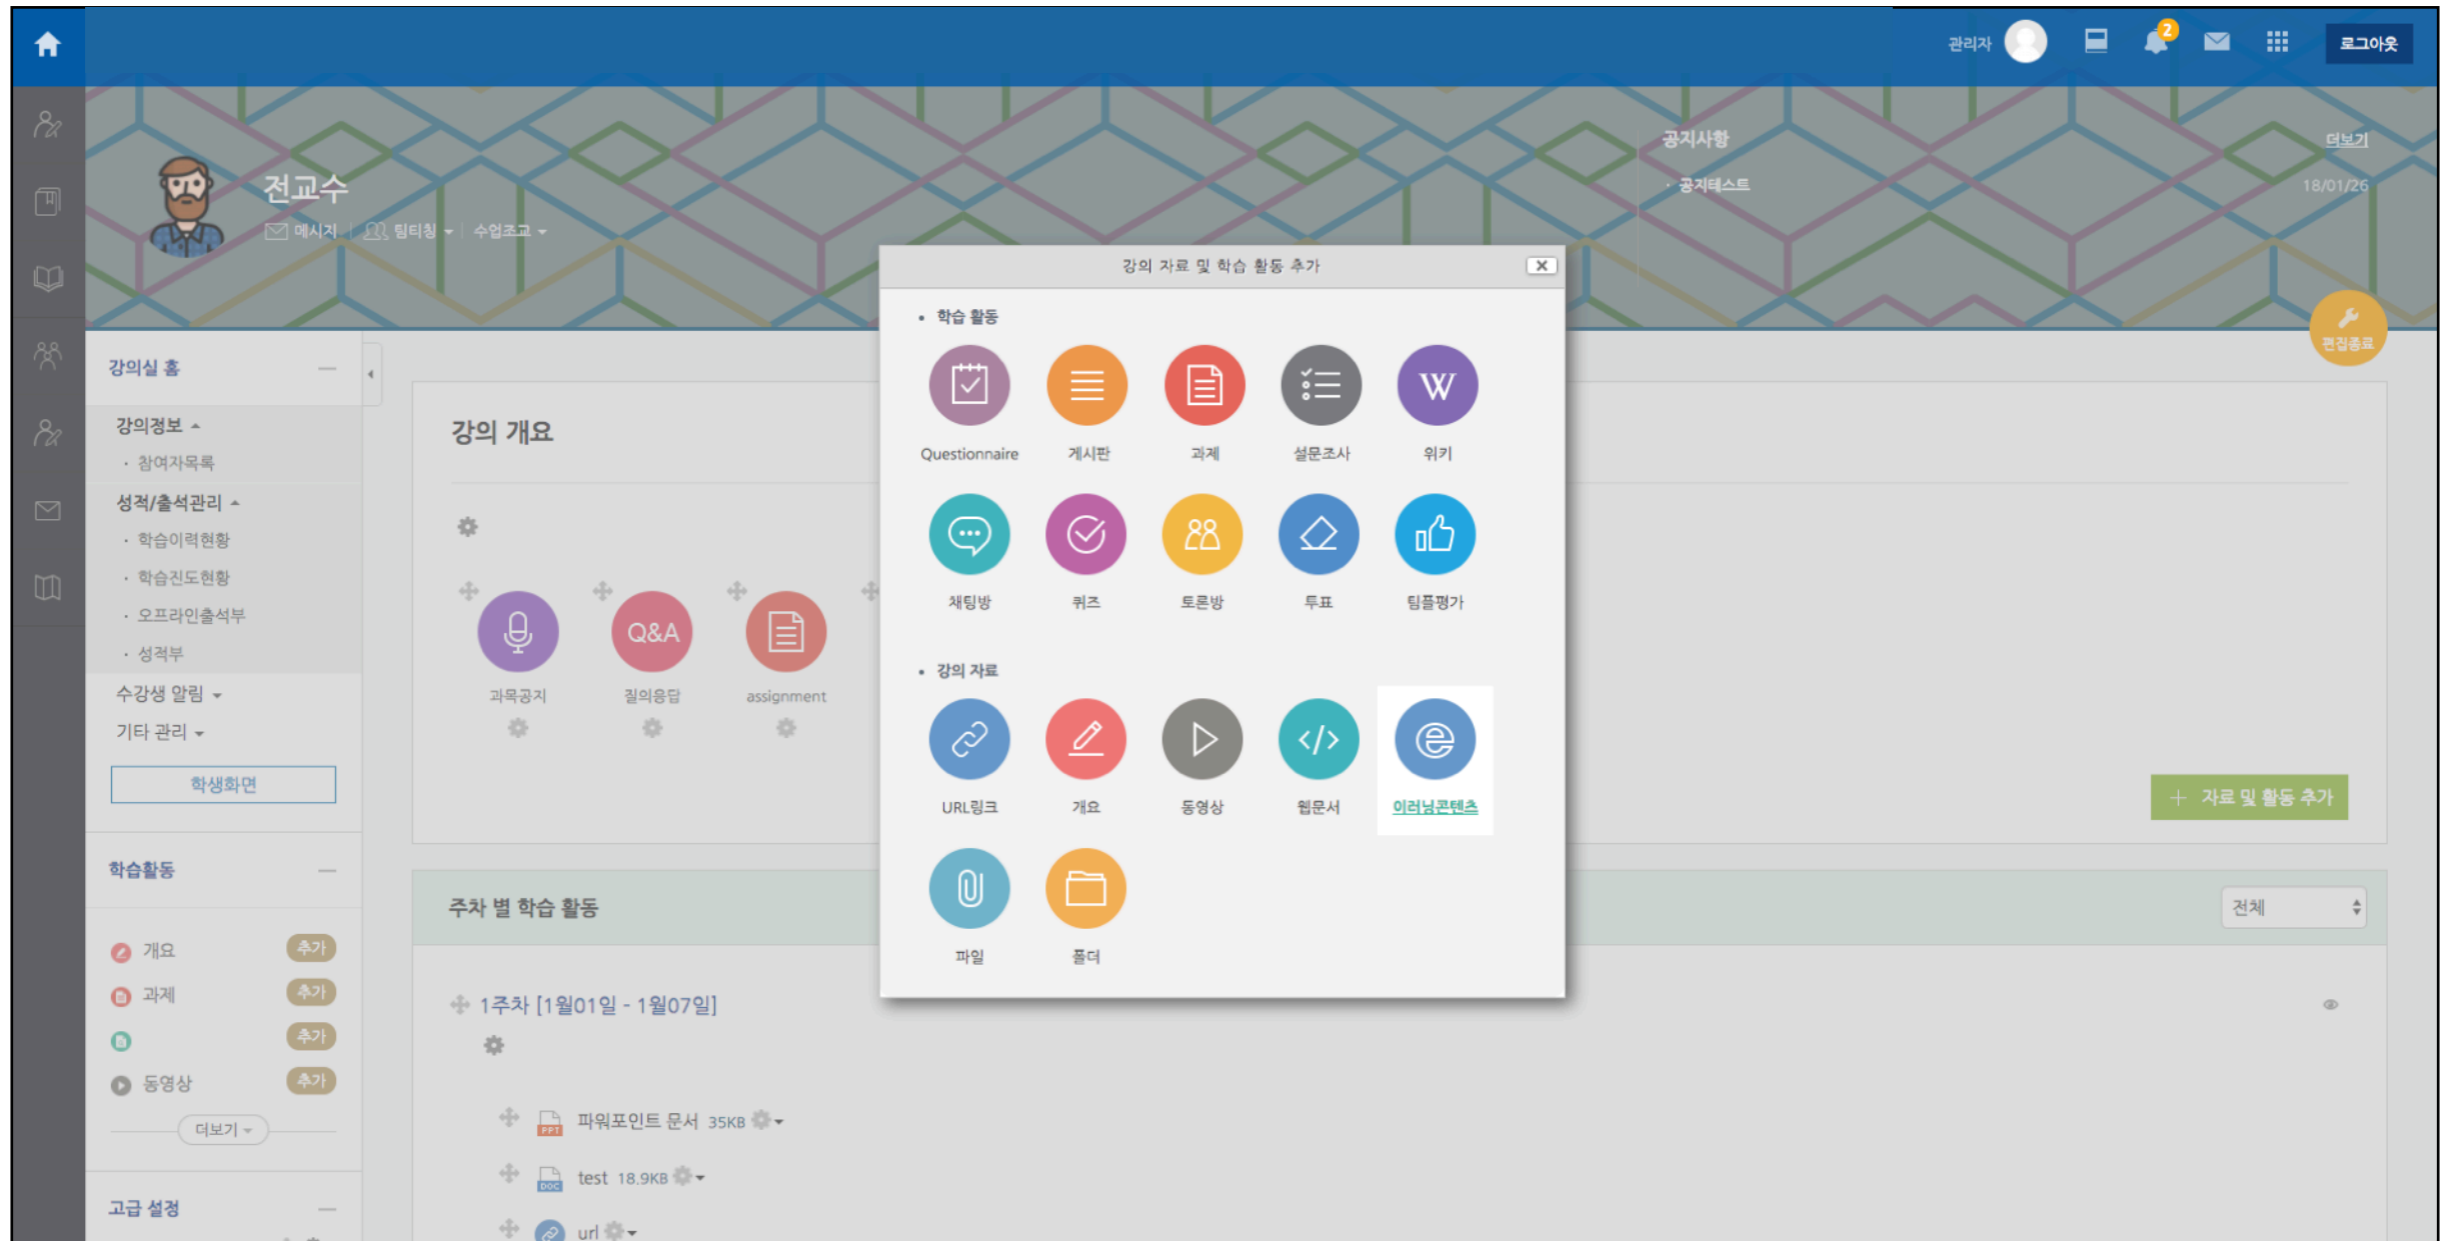 관리자
2
로그아웃
전교수
메시지
팀티칭
수업조교
공지사항
더보기
· 공지테스트
18/01/26
편집종료
강의실 홈
강의정보
· 참여자목록
성적/출석관리
· 학습이력현황
· 학습진도현황
· 오프라인출석부
· 성적부
수강생 알림
기타 관리
학생화면
학습활동
개요 추가
과제 추가
추가
동영상 추가
더보기
고급 설정
강의 개요
Q&A
과목공지
질의응답
assignment
+ 자료 및 활동 추가
주차 별 학습 활동
전체
1주차 [1월01일 - 1월07일]
PPT 파워포인트 문서 35KB
DOC test 18.9KB
url
강의 자료 및 학습 활동 추가
• 학습 활동
W
Questionnaire 게시판 과제 설문조사 위키
채팅방 퀴즈 토론방 투표 팀플평가
• 강의 자료
</>
URL링크 개요 동영상 웹문서 이러닝콘텐츠
파일 폴더